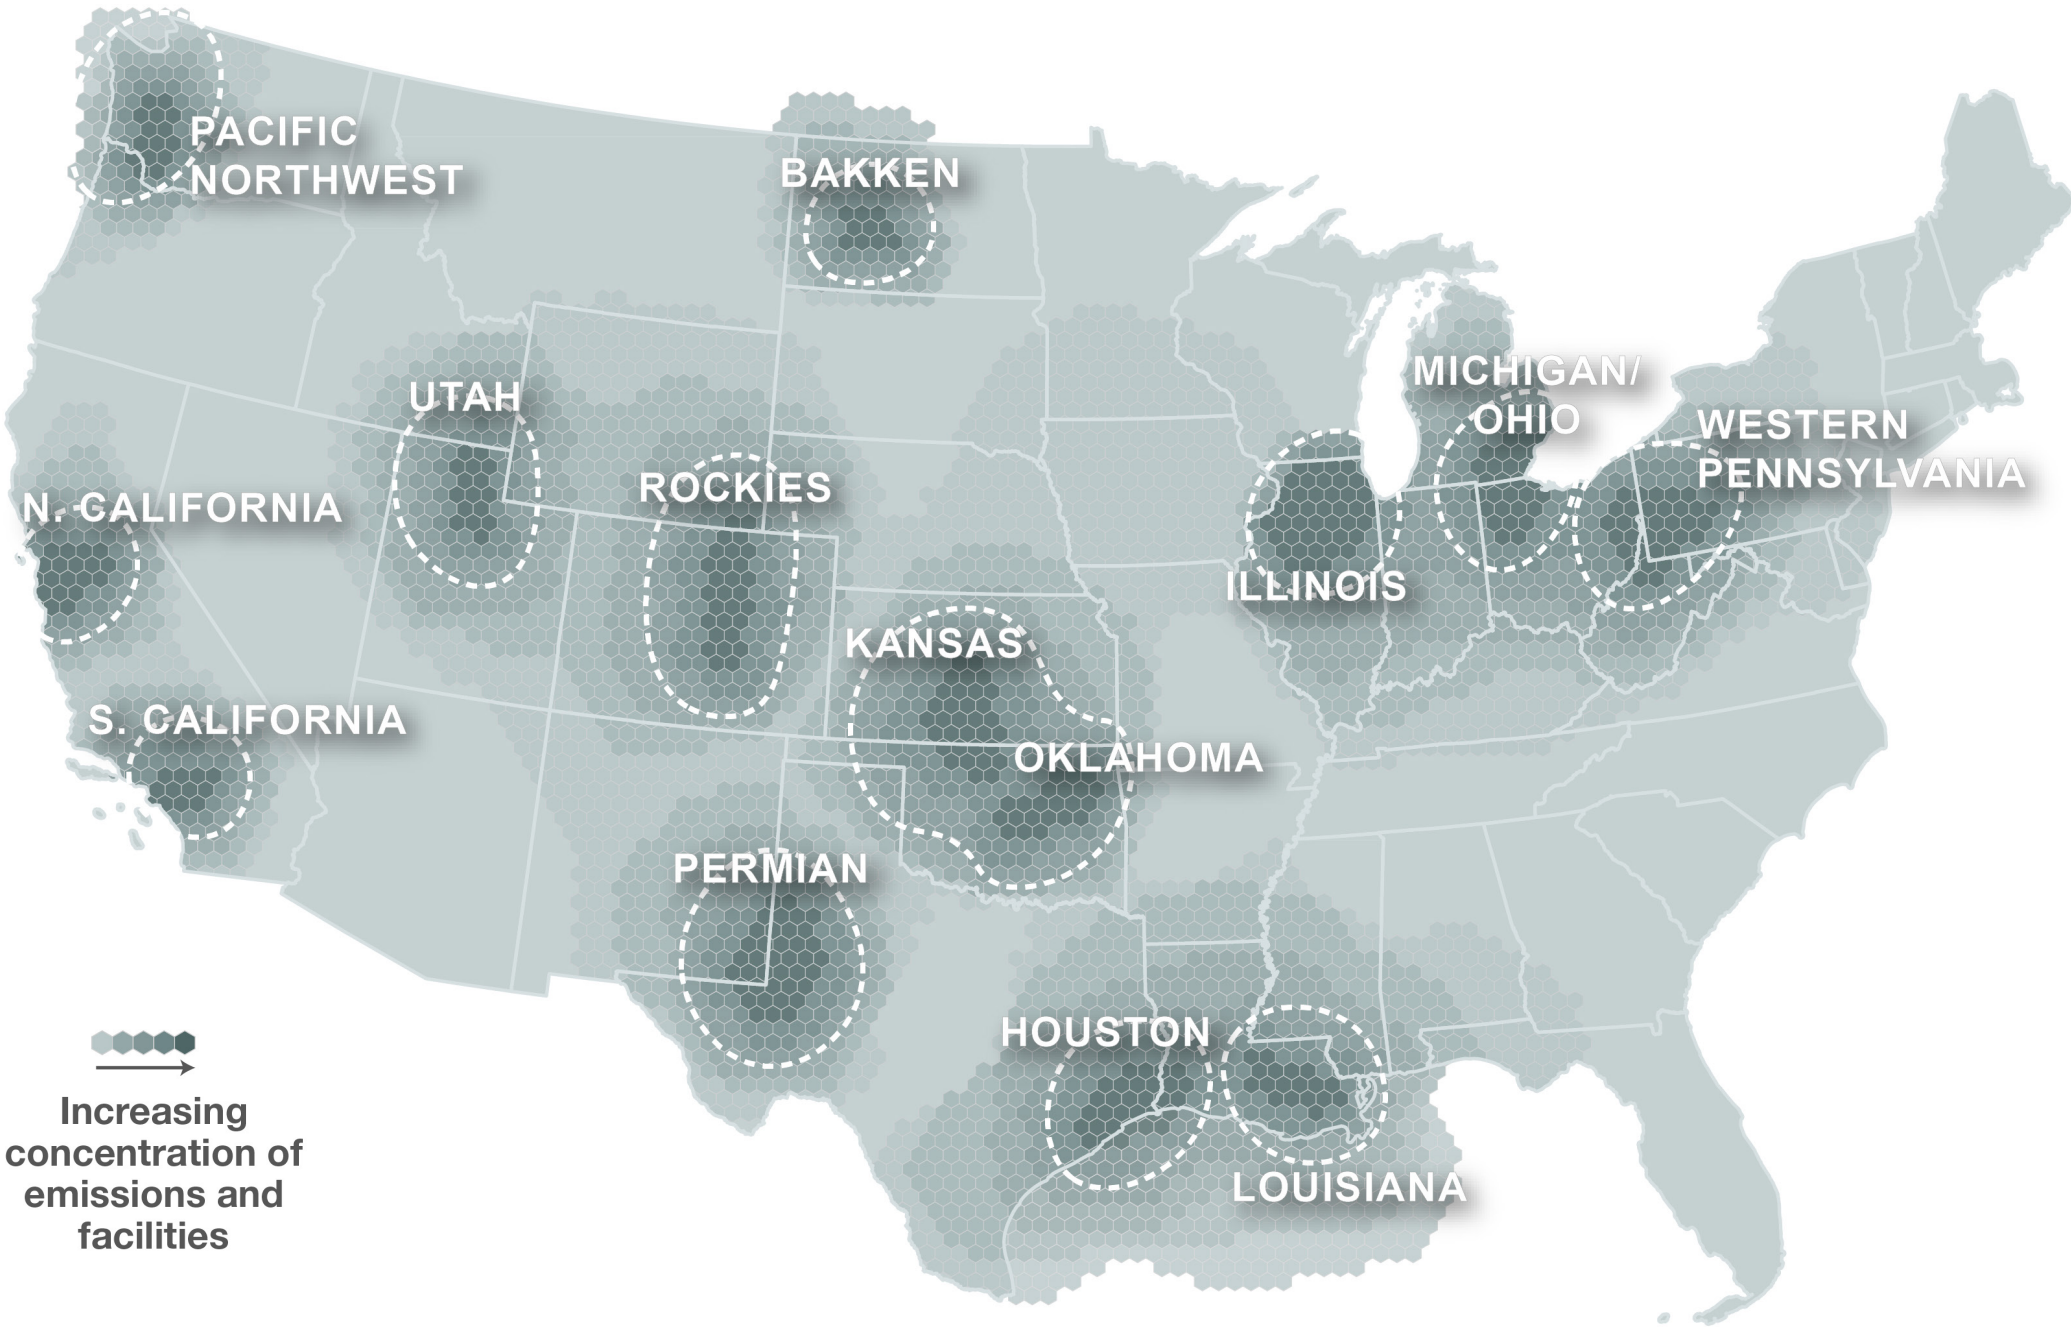 PACIFIC
NORTHWEST
BAKKEN
MICHIGAN/
OHIO
UTAH
WESTERN
PENNSYLVANIA
ROCKIES
N. CALIFORNIA
ILLINOIS
KANSAS
S. CALIFORNIA
OKLAHOMA
PERMIAN
HOUSTON
LOUISIANA
Increasing
concentration of
emissions and
facilities